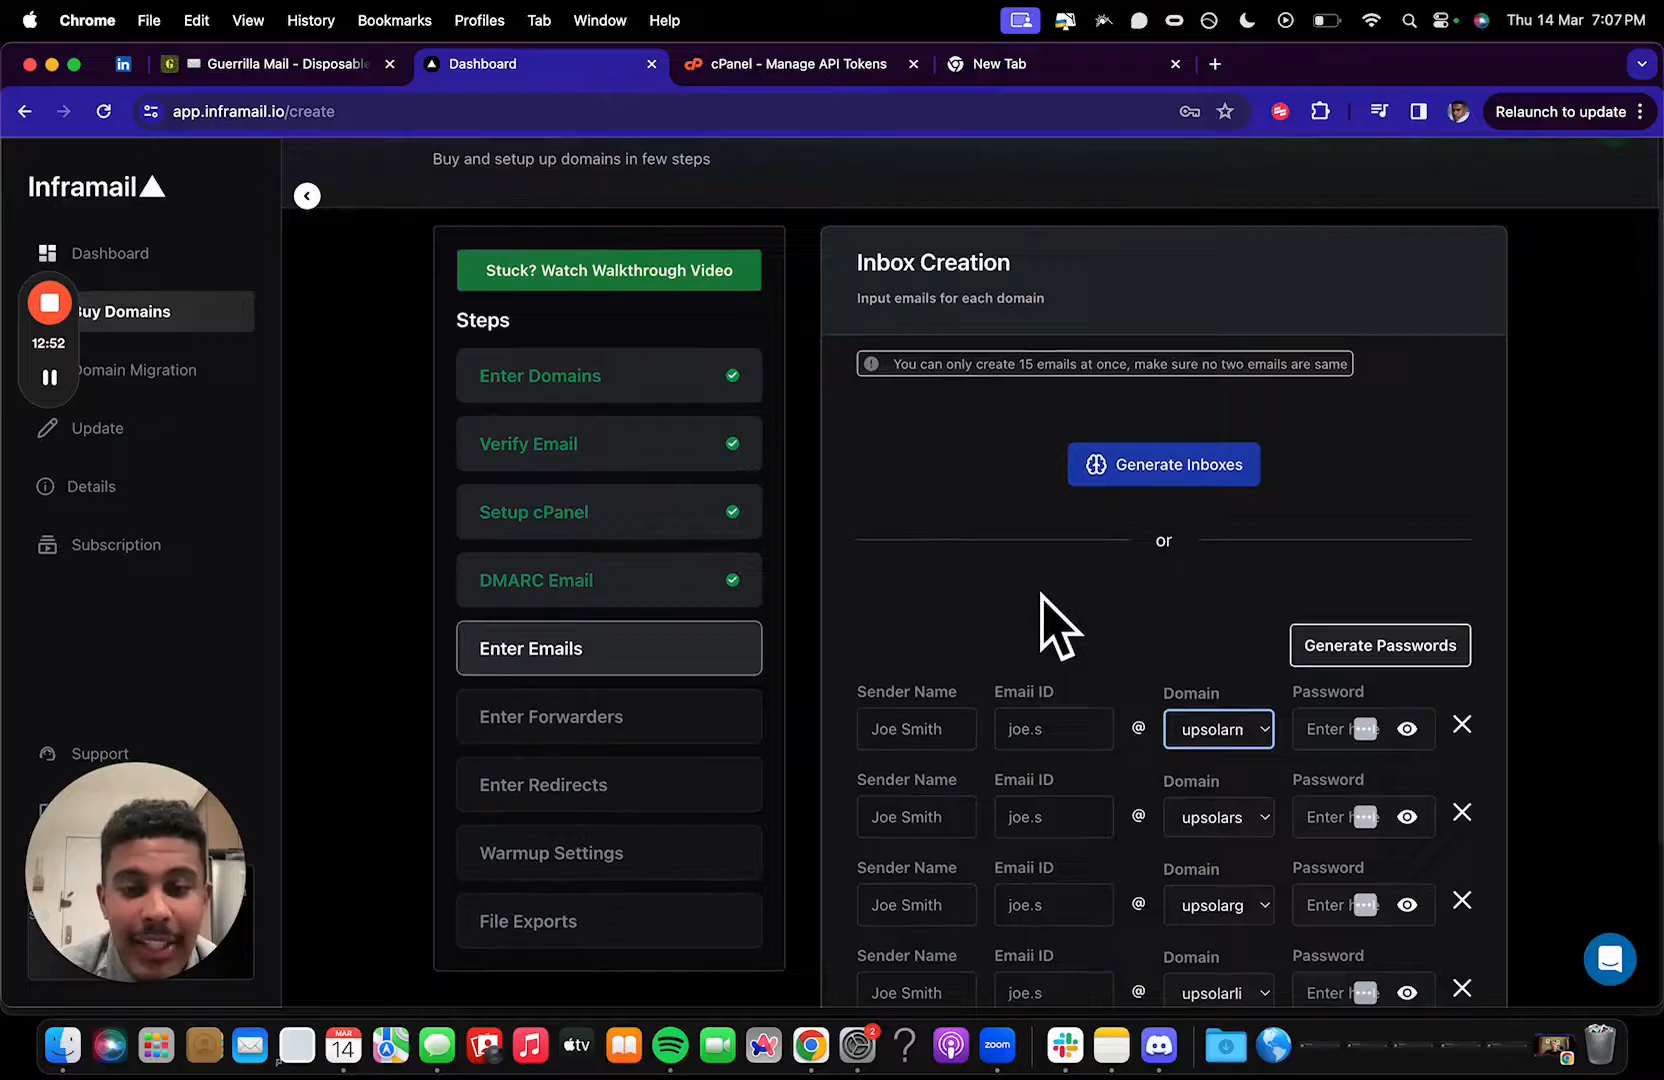 Chrome File Edit View History Bookmarks Profiles Tab Window Help Thu 14 Mar 7:07 PM
Guerrilla Mail - Disposable Dashboard cPanel - Manage API Tokens New Tab
app.inframail.io/create Relaunch to update
Buy and setup up domains in few steps
Inframail
Dashboard
Buy Domains
12:52
Domain Migration
Update
Details
Subscription
Support
Stuck? Watch Walkthrough Video
Steps
Enter Domains
Verify Email
Setup cPanel
DMARC Email
Enter Emails
Enter Forwarders
Enter Redirects
Warmup Settings
File Exports
Inbox Creation
Input emails for each domain
You can only create 15 emails at once, make sure no two emails are same
Generate Inboxes
or
Generate Passwords
Sender Name Email ID Domain Password
Joe Smith joe.s @ upsolarn Enter
Sender Name Email ID Domain Password
Joe Smith joe.s @ upsolars Enter
Sender Name Email ID Domain Password
Joe Smith joe.s @ upsolarg Enter
Sender Name Email ID Domain Password
Joe Smith joe.s @ upsolarli Enter
MAR
14
tv
2
zoom